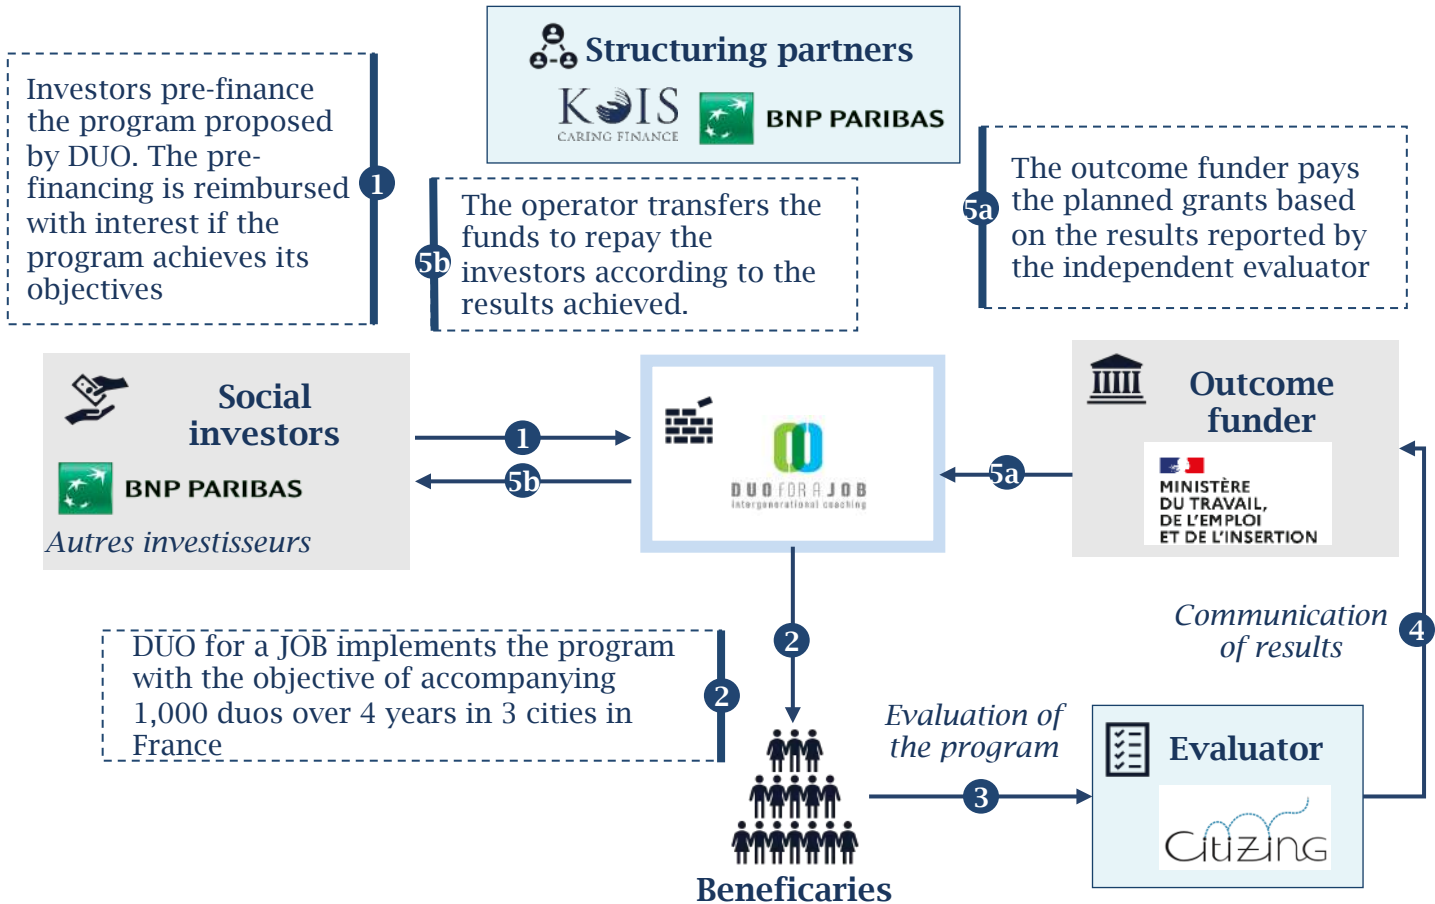 Structuring partners
KOIS
CARING FINANCE
BNP PARIBAS
Investors pre-finance
the program proposed
by DUO. The pre-
financing is reimbursed
with interest if the
program achieves its
objectives
1
5b
The operator transfers the
funds to repay the
investors according to the
results achieved.
5a
The outcome funder pays
the planned grants based
on the results reported by
the independent evaluator
Social
investors
BNP PARIBAS
Autres investisseurs
1
5b
DUO FOR A JOB
intergenerational coaching
5a
Outcome
funder
MINISTÈRE
DU TRAVAIL,
DE L'EMPLOI
ET DE L'INSERTION
DUO for a JOB implements the program
with the objective of accompanying
1,000 duos over 4 years in 3 cities in
France
2
2
Communication
of results
4
Evaluation of
the program
3
Evaluator
CitiZing
Beneficaries